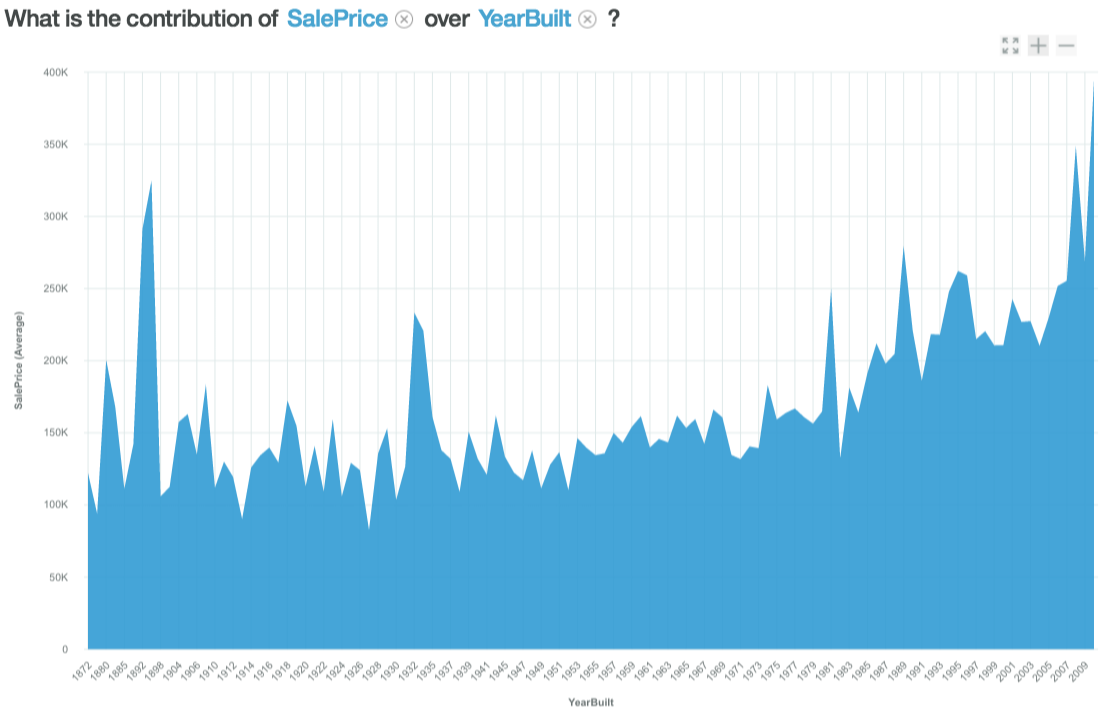 What is the contribution of SalePrice over YearBuilt ?
400K
350K
300K
250K
200K
150K
100K
50K
0
SalePrice (Average)
1872 1880 1885 1892 1898 1904 1906 1910 1912 1914 1916 1918 1920 1922 1924 1926 1928 1930 1932 1935 1937 1939 1941 1945 1947 1949 1951 1953 1955 1957 1959 1961 1963 1965 1967 1969 1971 1973 1975 1977 1979 1981 1983 1985 1987 1989 1991 1993 1995 1997 1999 2001 2003 2005 2007 2009
YearBuilt